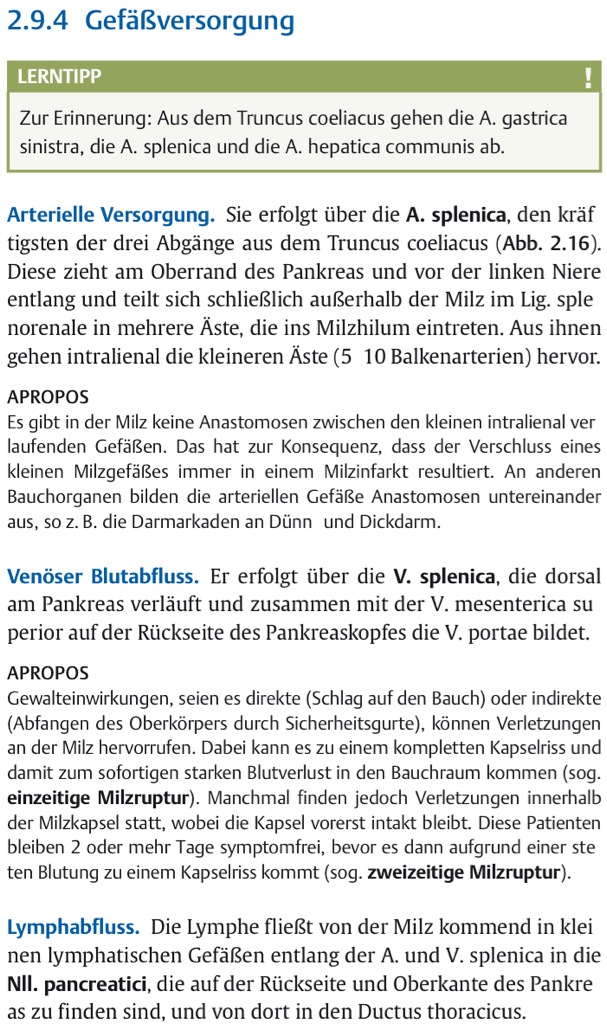 2.9.4 Gefäßversorgung
LERNTIPP !
Zur Erinnerung: Aus dem Truncus coeliacus gehen die A. gastrica
sinistra, die A. splenica und die A. hepatica communis ab.
Arterielle Versorgung. Sie erfolgt über die A. splenica, den kräf
tigsten der drei Abgänge aus dem Truncus coeliacus (Abb. 2.16).
Diese zieht am Oberrand des Pankreas und vor der linken Niere
entlang und teilt sich schließlich außerhalb der Milz im Lig. sple
norenale in mehrere Äste, die ins Milzhilum eintreten. Aus ihnen
gehen intralienal die kleineren Äste (5 10 Balkenarterien) hervor.
APROPOS
Es gibt in der Milz keine Anastomosen zwischen den kleinen intralienal ver
laufenden Gefäßen. Das hat zur Konsequenz, dass der Verschluss eines
kleinen Milzgefäßes immer in einem Milzinfarkt resultiert. An anderen
Bauchorganen bilden die arteriellen Gefäße Anastomosen untereinander
aus, so z. B. die Darmarkaden an Dünn und Dickdarm.
Venöser Blutabfluss. Er erfolgt über die V. splenica, die dorsal
am Pankreas verläuft und zusammen mit der V. mesenterica su
perior auf der Rückseite des Pankreaskopfes die V. portae bildet.
APROPOS
Gewalteinwirkungen, seien es direkte (Schlag auf den Bauch) oder indirekte
(Abfangen des Oberkörpers durch Sicherheitsgurte), können Verletzungen
an der Milz hervorrufen. Dabei kann es zu einem kompletten Kapselriss und
damit zum sofortigen starken Blutverlust in den Bauchraum kommen (sog.
einzeitige Milzruptur). Manchmal finden jedoch Verletzungen innerhalb
der Milzkapsel statt, wobei die Kapsel vorerst intakt bleibt. Diese Patienten
bleiben 2 oder mehr Tage symptomfrei, bevor es dann aufgrund einer ste
ten Blutung zu einem Kapselriss kommt (sog. zweizeitige Milzruptur).
Lymphabfluss. Die Lymphe fließt von der Milz kommend in klei
nen lymphatischen Gefäßen entlang der A. und V. splenica in die
Nll. pancreatici, die auf der Rückseite und Oberkante des Pankre
as zu finden sind, und von dort in den Ductus thoracicus.